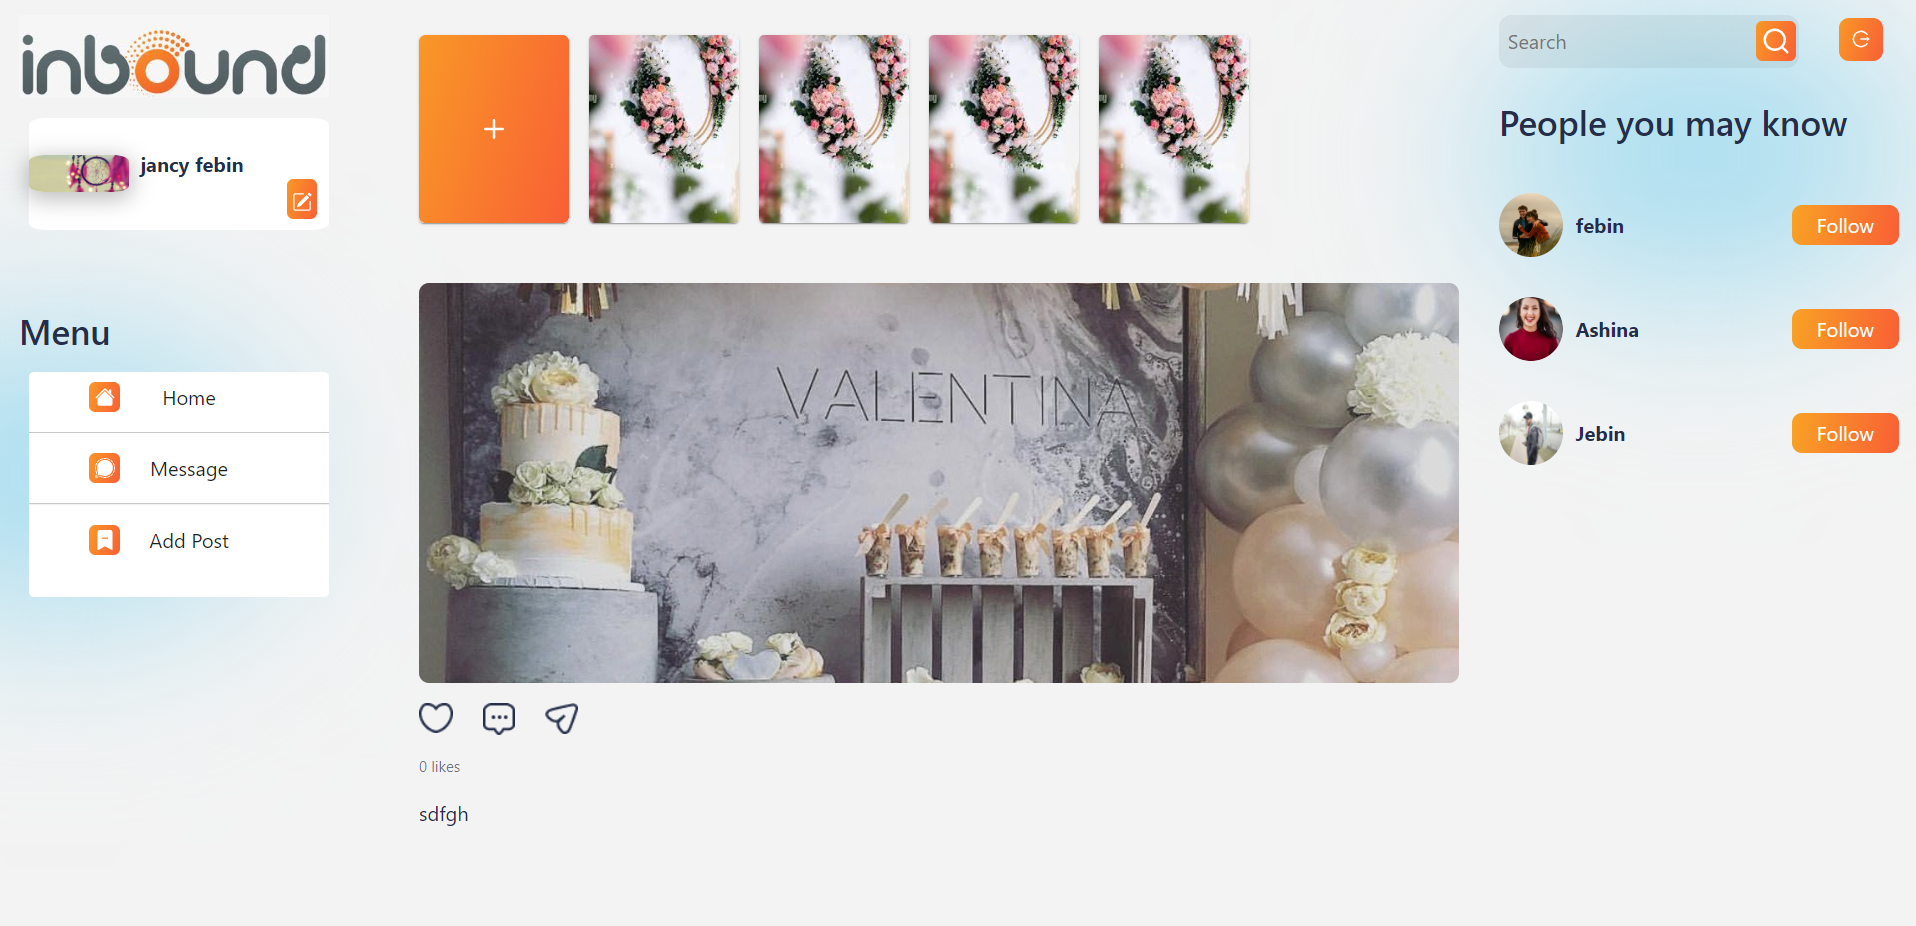 inbound
jancy febin
Menu
Home
Message
Add Post
VALENTINA
0 likes
sdfgh
Search
People you may know
febin
Follow
Ashina
Follow
Jebin
Follow